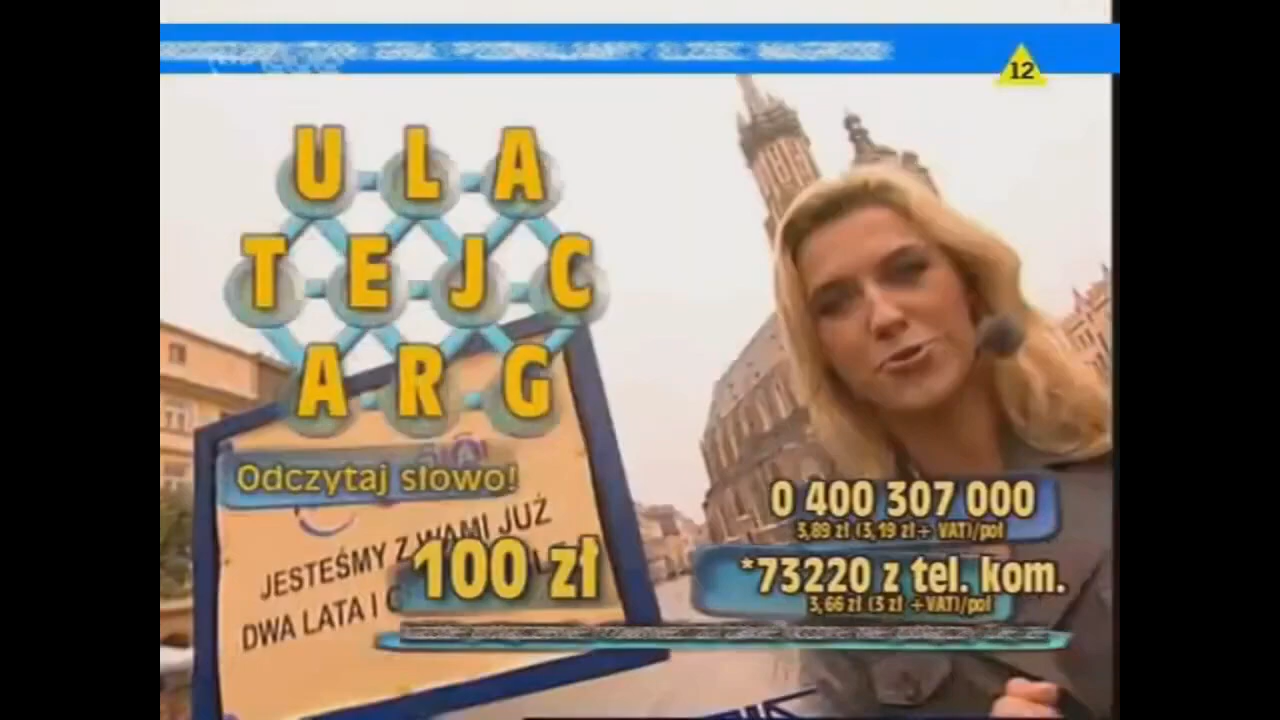 12
U L A
T E J C
A R G
Odczytaj słowo!
JESTEŚMY Z WAMI JUŻ
DWA LATA I
100 zł
0 400 307 000
3,89 zł (3,19 zł + VAT)/poł
*73220 z tel. kom.
3,66 zł (3 zł + VAT)/poł